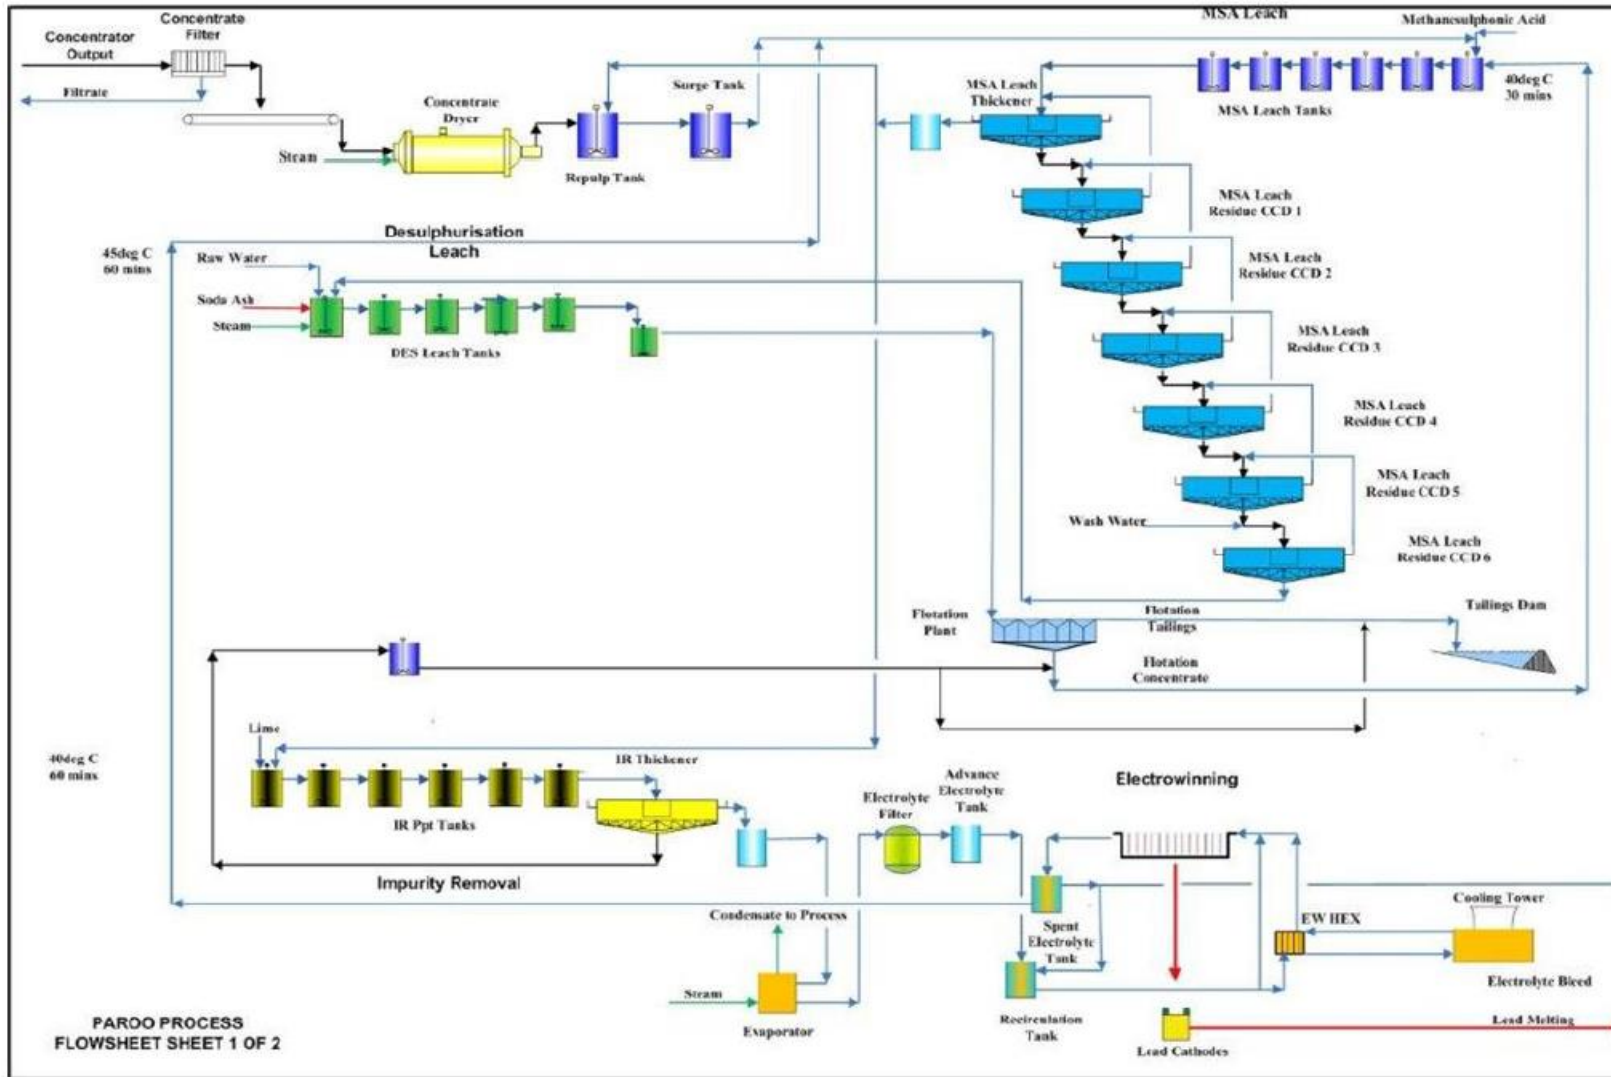 Concentrate
Filter
Concentrator
Output
Filtrate
Concentrate
Dryer
Steam
Repulp Tank
Surge Tank
MSA Leach
Methanesulphonic Acid
MSA Leach
Thickener
MSA Leach Tanks
40deg C
30 mins
MSA Leach
Residue CCD 1
MSA Leach
Residue CCD 2
MSA Leach
Residue CCD 3
MSA Leach
Residue CCD 4
MSA Leach
Residue CCD 5
Wash Water
MSA Leach
Residue CCD 6
Desulphurisation
Leach
45deg C
60 mins
Raw Water
Soda Ash
Steam
DES Leach Tanks
Flotation
Plant
Flotation
Tailings
Tailings Dam
Flotation
Concentrate
Lime
40deg C
60 mins
IR Thickener
IR Ppt Tanks
Impurity Removal
Electrolyte
Filter
Advance
Electrolyte
Tank
Electrowinning
Condensate to Process
Steam
Evaporator
Spent
Electrolyte
Tank
Recirculation
Tank
EW HEX
Cooling Tower
Electrolyte Bleed
Lead Cathodes
Lead Melting
PARDO PROCESS
FLOWSHEET SHEET 1 OF 2